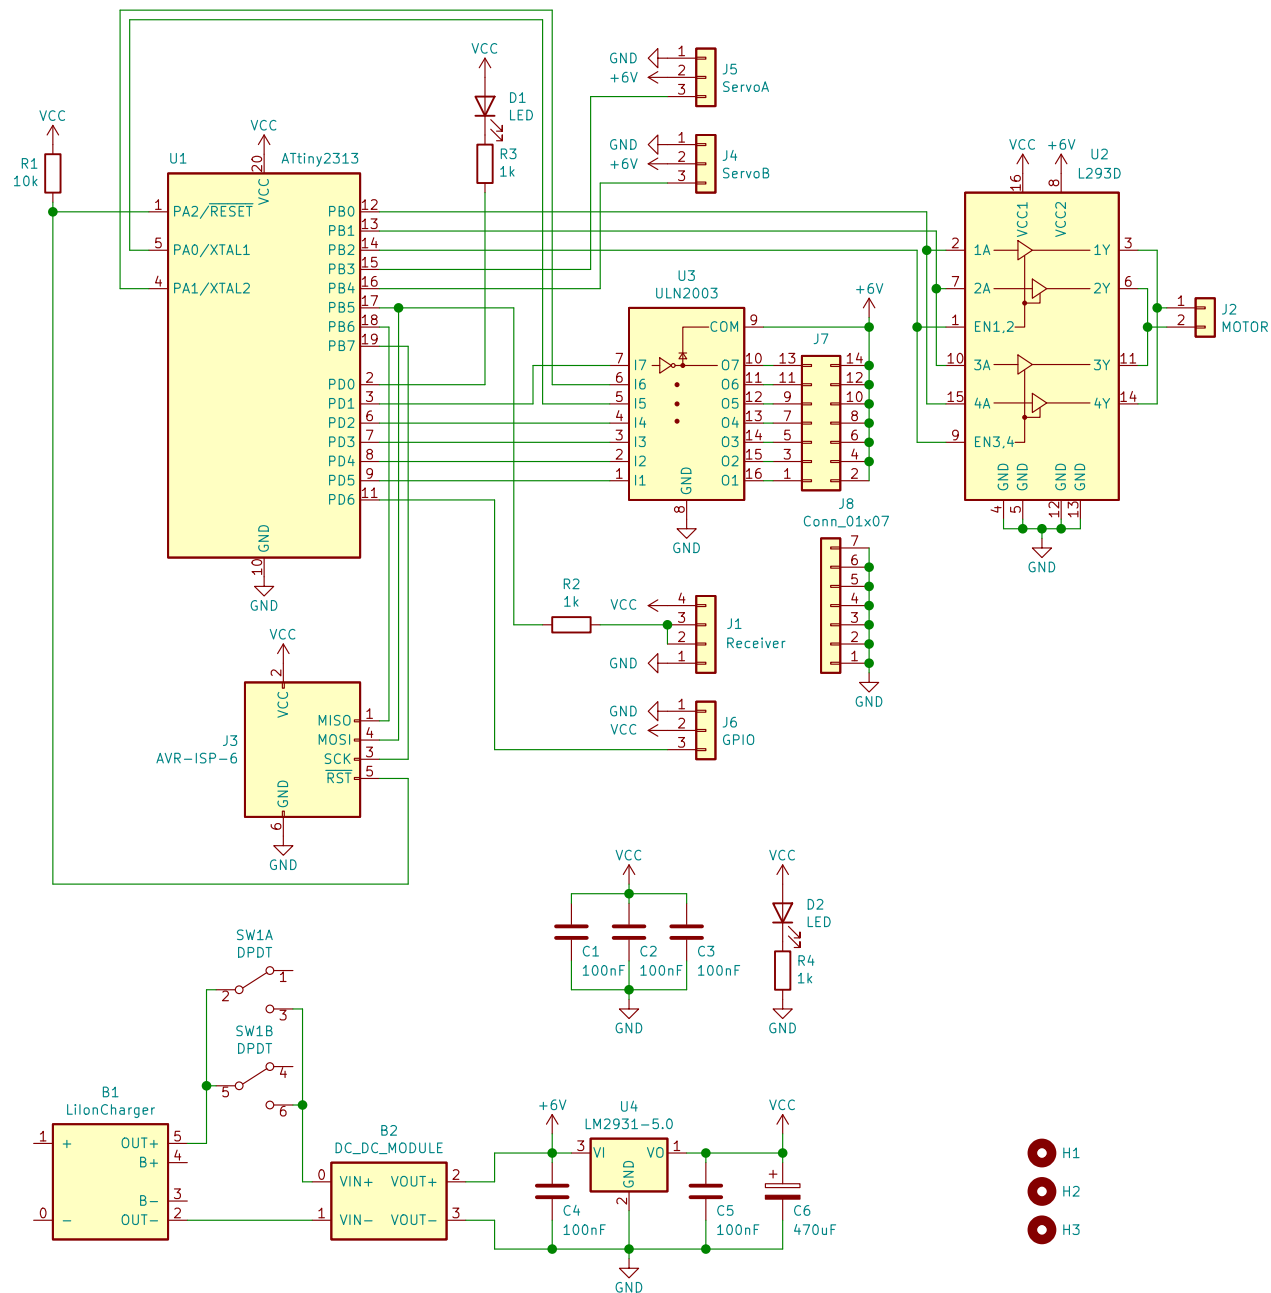 VCC
R1
10k
U1
ATtiny2313
VCC
20
VCC
1
PA2/RESET
5
PA0/XTAL1
4
PA1/XTAL2
PB0
12
PB1
13
PB2
14
PB3
15
PB4
16
PB5
17
PB6
18
PB7
19
PD0
2
PD1
3
PD2
6
PD3
7
PD4
8
PD5
9
PD6
11
GND
10
GND
VCC
D1
LED
R3
1k
GND
1
+6V
2
3
J5
ServoA
GND
1
+6V
2
3
J4
ServoB
U3
ULN2003
COM
9
7
I7
O7
10
6
I6
O6
11
5
I5
O5
12
4
I4
O4
13
3
I3
O3
14
2
I2
O2
15
1
I1
O1
16
GND
8
GND
+6V
J7
13
14
11
12
9
10
7
8
5
6
3
4
1
2
J8
Conn_01x07
7
6
5
4
3
2
1
GND
VCC
+6V
U2
L293D
16
8
VCC1
VCC2
2
1A
1Y
3
7
2A
2Y
6
1
EN1,2
10
3A
3Y
11
15
4A
4Y
14
9
EN3,4
GND
GND
GND
GND
4
5
12
13
GND
1
2
J2
MOTOR
R2
1k
VCC
4
3
2
GND
1
J1
Receiver
GND
1
VCC
2
3
J6
GPIO
VCC
2
VCC
J3
AVR-ISP-6
MISO
1
MOSI
4
SCK
3
RST
5
GND
6
GND
VCC
C1
100nF
C2
100nF
C3
100nF
GND
VCC
D2
LED
R4
1k
GND
SW1A
DPDT
1
2
3
SW1B
DPDT
4
5
6
B1
LiIonCharger
1
+
OUT+
5
B+
4
B-
3
0
-
OUT-
2
B2
DC_DC_MODULE
0
VIN+
VOUT+
2
1
VIN-
VOUT-
3
+6V
U4
LM2931-5.0
3
VI
VO
1
GND
2
C4
100nF
C5
100nF
VCC
+
C6
470uF
GND
H1
H2
H3